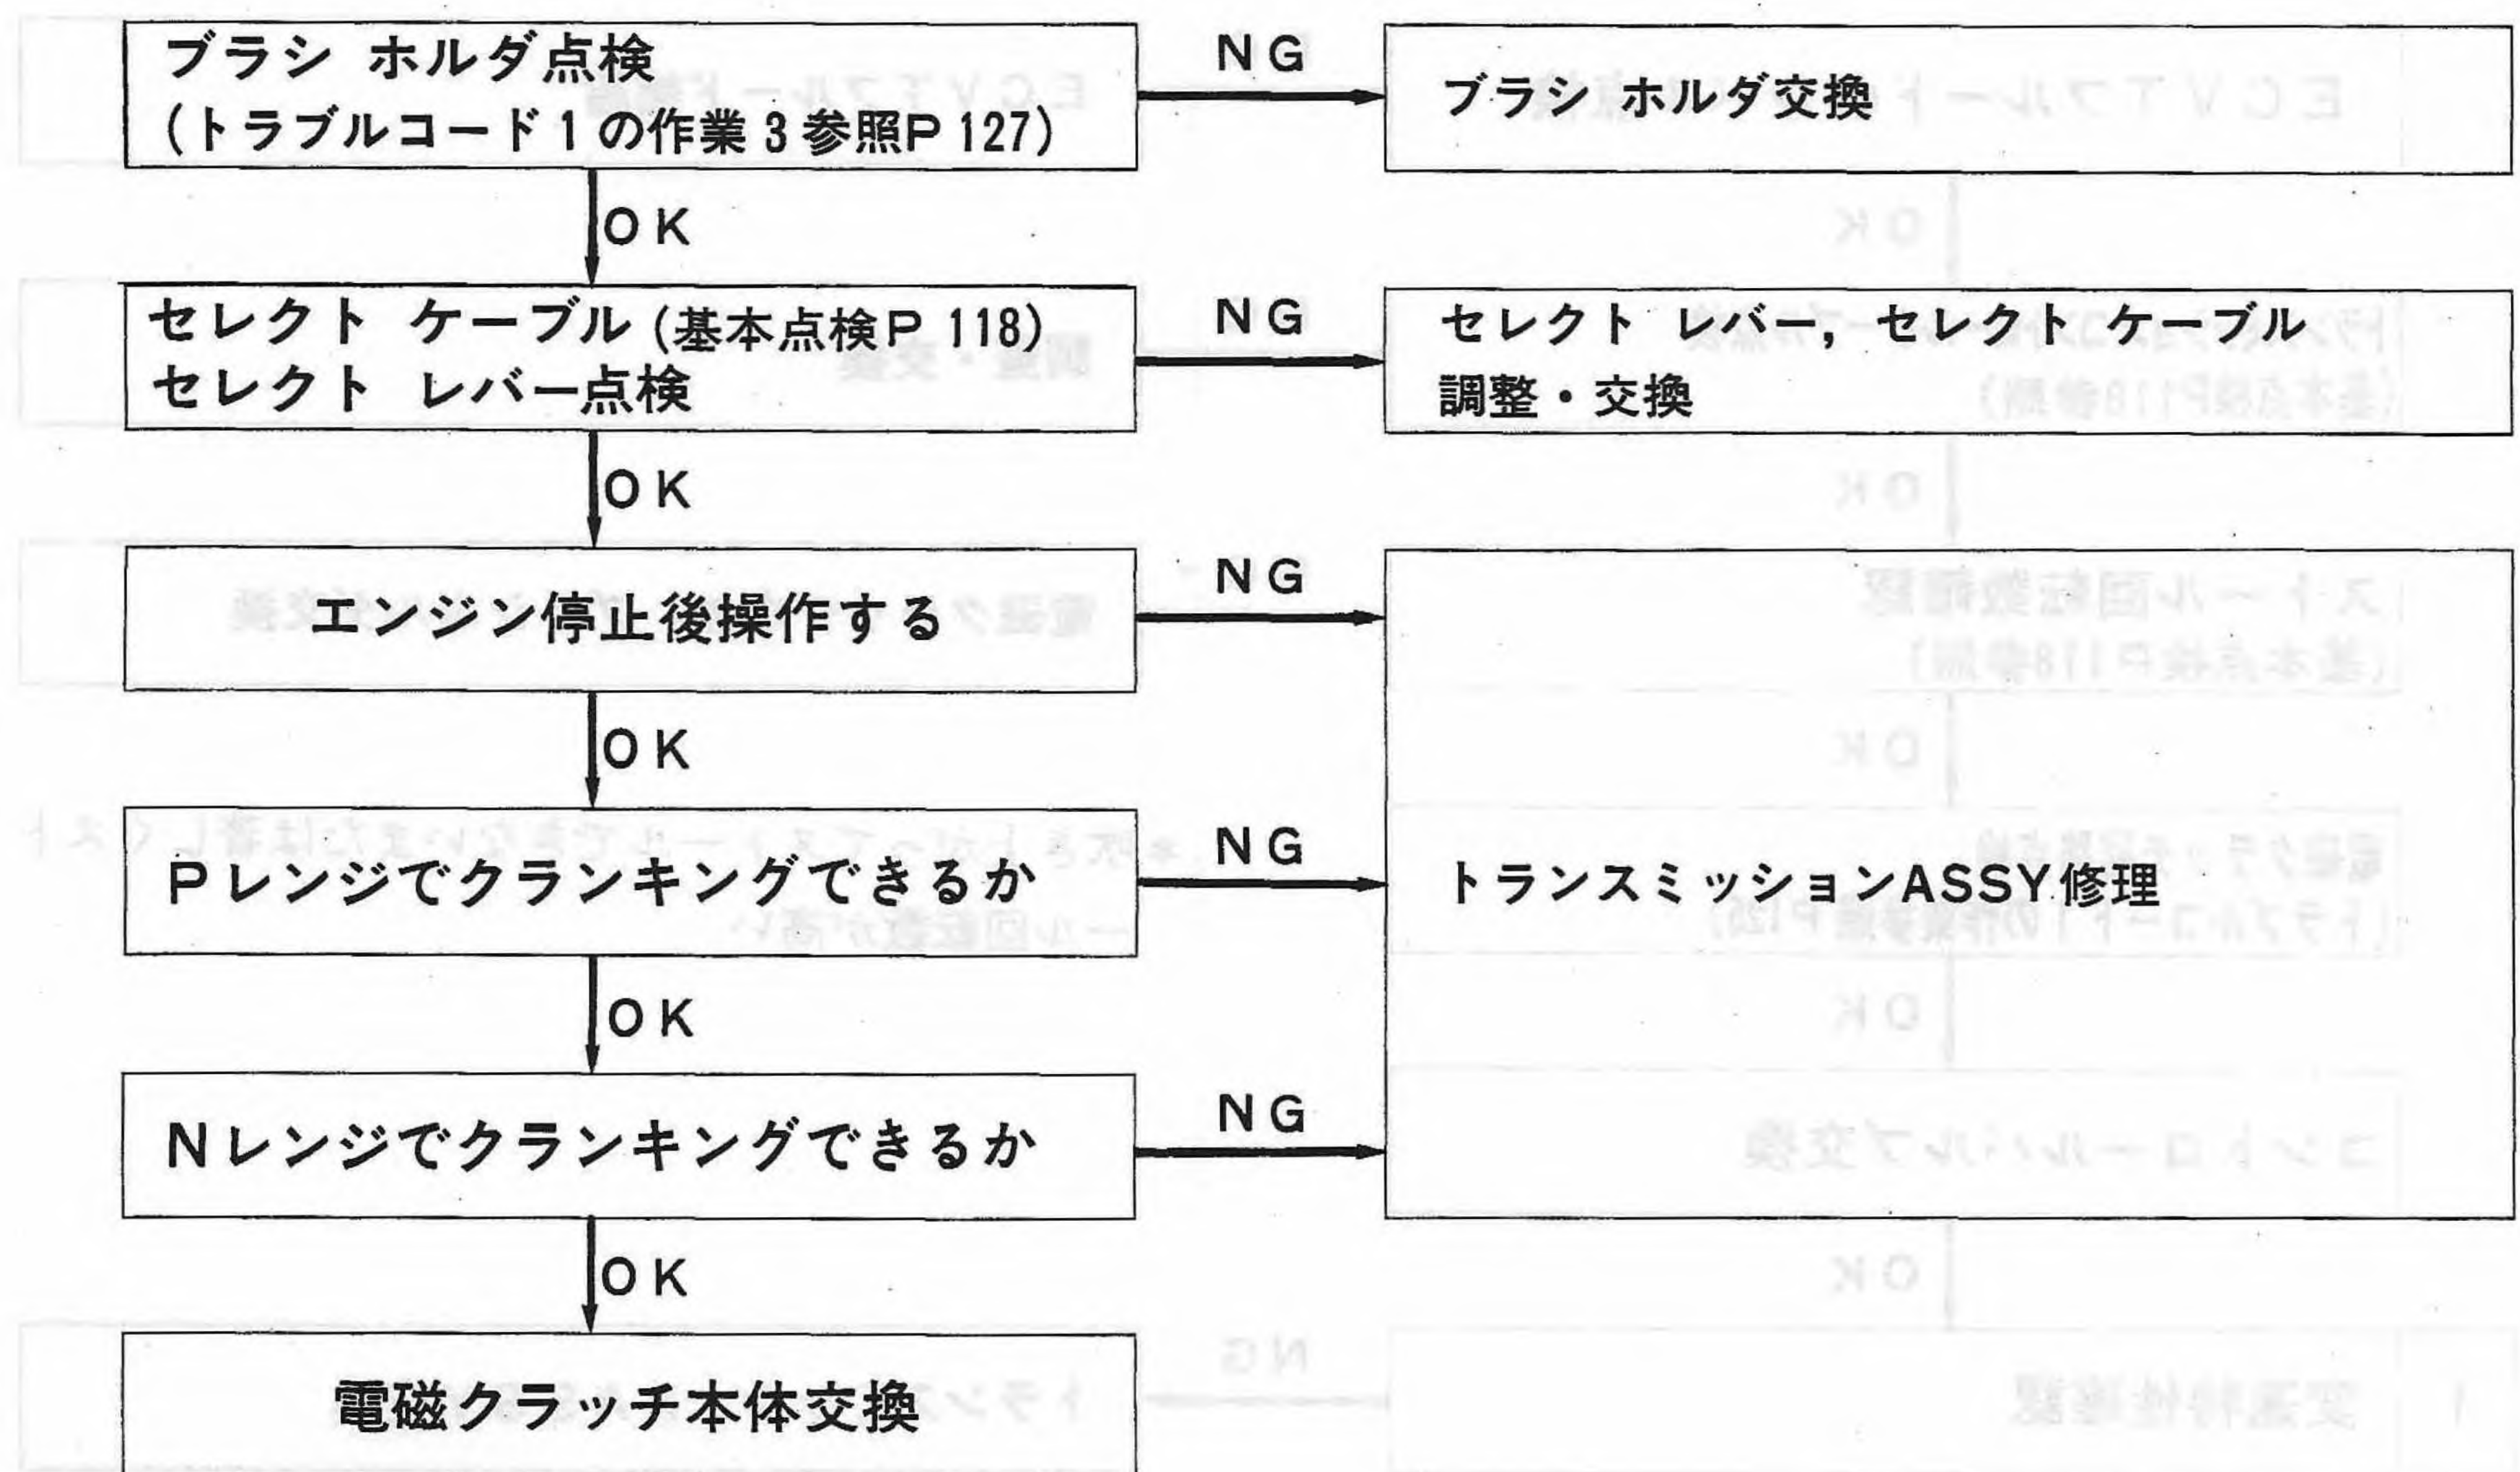 ブラシ ホルダ点検
(トラブルコード1の作業3参照P 127)
NG
ブラシ ホルダ交換
OK
セレクト ケーブル(基本点検P 118)
セレクト レバー点検
NG
セレクト レバー，セレクト ケーブル
調整・交換
OK
エンジン停止後操作する
NG
OK
Pレンジでクランキングできるか
NG
トランスミッションASSY修理
OK
Nレンジでクランキングできるか
NG
OK
電磁クラッチ本体交換